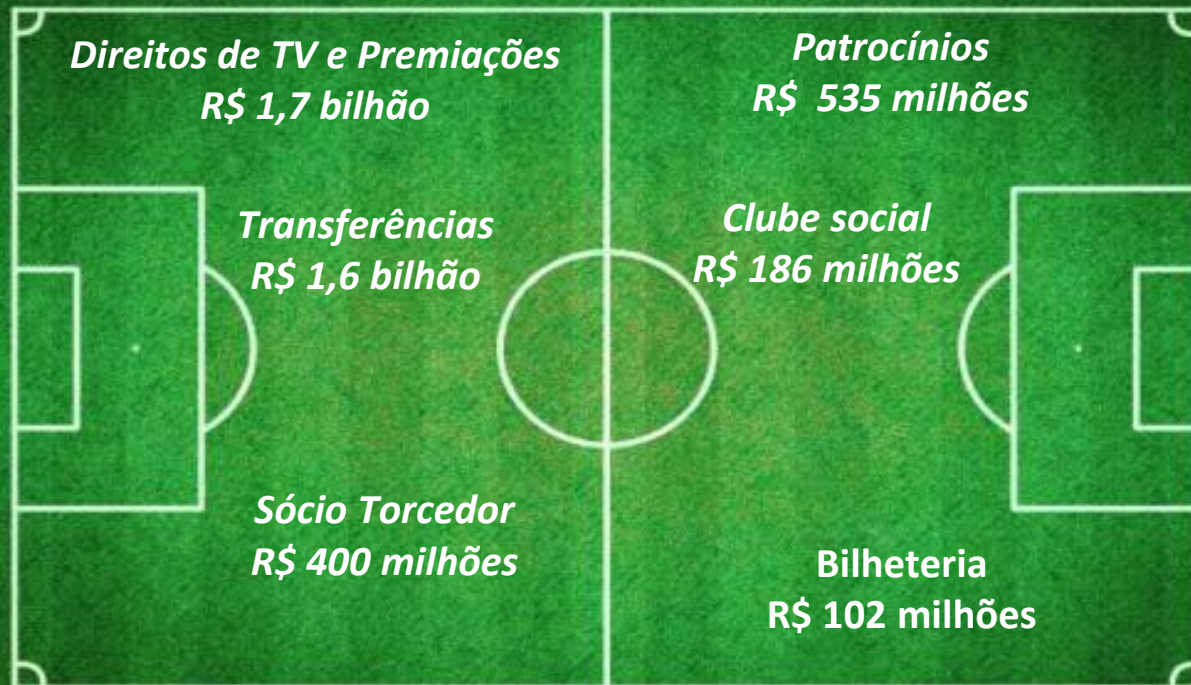 Direitos de TV e Premiações
R$ 1,7 bilhão
Patrocínios
R$ 535 milhões
Transferências
R$ 1,6 bilhão
Clube social
R$ 186 milhões
Sócio Torcedor
R$ 400 milhões
Bilheteria
R$ 102 milhões